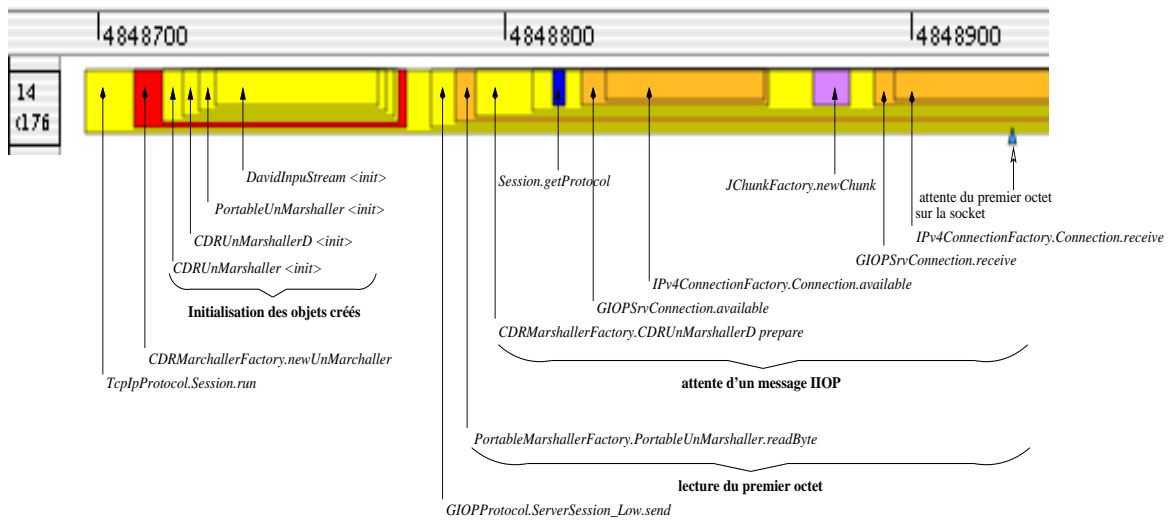 4848700
4848800
4848900
14
(176
DavidInpuStream <init>
PortableUnMarshaller <init>
CDRUnMarshallerD <init>
CDRUnMarshaller <init>
Initialisation des objets créés
CDRMarchallerFactory.newUnMarchaller
TcpIpProtocol.Session.run
Session.getProtocol
JChunkFactory.newChunk
attente du premier octet
sur la socket
IPv4ConnectionFactory.Connection.receive
GIOPSrvConnection.receive
IPv4ConnectionFactory.Connection.available
GIOPSrvConnection.available
CDRMarshallerFactory.CDRUnMarshallerD prepare
attente d'un message IIOP
PortableMarshallerFactory.PortableUnMarshaller.readByte
lecture du premier octet
GIOPProtocol.ServerSession_Low.send